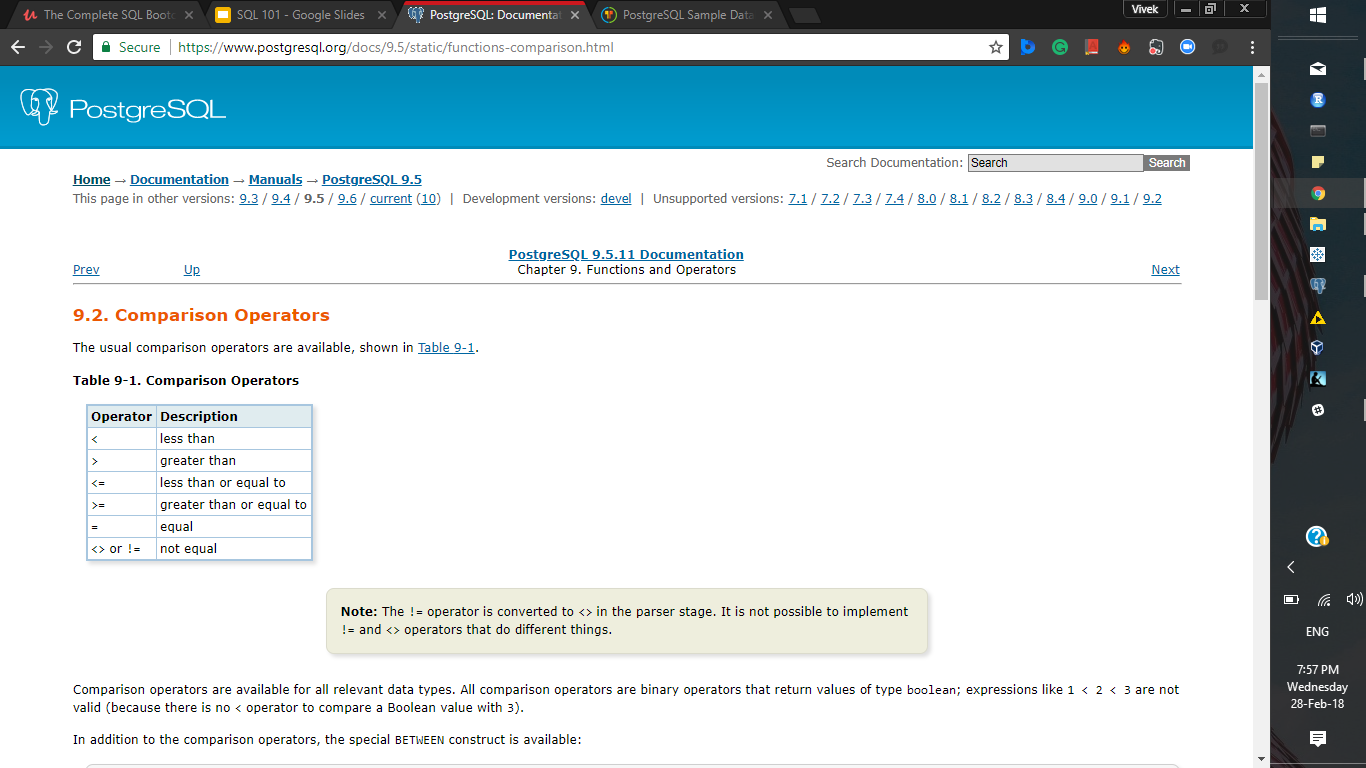 The Complete SQL Boot
SQL 101 - Google Slides
PostgreSQL: Documentat
PostgreSQL Sample Data
Vivek
Secure
https://www.postgresql.org/docs/9.5/static/functions-comparison.html
PostgreSQL
Search Documentation: Search Search
Home → Documentation → Manuals → PostgreSQL 9.5
This page in other versions: 9.3 / 9.4 / 9.5 / 9.6 / current (10) | Development versions: devel | Unsupported versions: 7.1 / 7.2 / 7.3 / 7.4 / 8.0 / 8.1 / 8.2 / 8.3 / 8.4 / 9.0 / 9.1 / 9.2
PostgreSQL 9.5.11 Documentation
Prev Up Chapter 9. Functions and Operators Next
9.2. Comparison Operators
The usual comparison operators are available, shown in Table 9-1.
Table 9-1. Comparison Operators
Operator Description
< less than
> greater than
<= less than or equal to
>= greater than or equal to
= equal
<> or != not equal
Note: The != operator is converted to <> in the parser stage. It is not possible to implement
!= and <> operators that do different things.
Comparison operators are available for all relevant data types. All comparison operators are binary operators that return values of type boolean; expressions like 1 < 2 < 3 are not
valid (because there is no < operator to compare a Boolean value with 3).
In addition to the comparison operators, the special BETWEEN construct is available:
ENG
7:57 PM
Wednesday
28-Feb-18